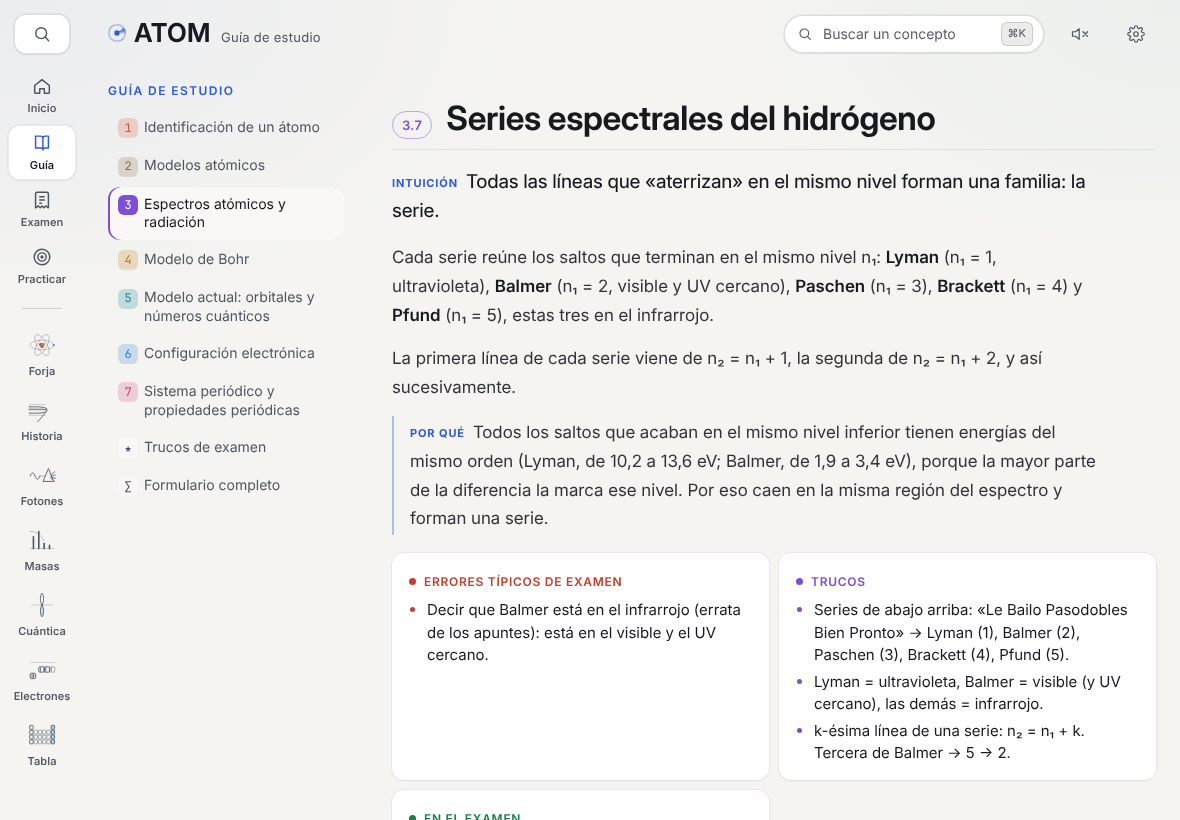 ATOM Guía de estudio
Buscar un concepto ⌘K
Inicio
Guía
Examen
Practicar
Forja
Historia
Fotones
Masas
Cuántica
Electrones
Tabla
GUÍA DE ESTUDIO
1 Identificación de un átomo
2 Modelos atómicos
3 Espectros atómicos y
radiación
4 Modelo de Bohr
5 Modelo actual: orbitales y
números cuánticos
6 Configuración electrónica
7 Sistema periódico y
propiedades periódicas
★ Trucos de examen
∑ Formulario completo
3.7 Series espectrales del hidrógeno
INTUICIÓN Todas las líneas que «aterrizan» en el mismo nivel forman una familia: la
serie.
Cada serie reúne los saltos que terminan en el mismo nivel n₁: Lyman (n₁ = 1,
ultravioleta), Balmer (n₁ = 2, visible y UV cercano), Paschen (n₁ = 3), Brackett (n₁ = 4) y
Pfund (n₁ = 5), estas tres en el infrarrojo.
La primera línea de cada serie viene de n₂ = n₁ + 1, la segunda de n₂ = n₁ + 2, y así
sucesivamente.
POR QUÉ Todos los saltos que acaban en el mismo nivel inferior tienen energías del
mismo orden (Lyman, de 10,2 a 13,6 eV; Balmer, de 1,9 a 3,4 eV), porque la mayor parte
de la diferencia la marca ese nivel. Por eso caen en la misma región del espectro y
forman una serie.
ERRORES TÍPICOS DE EXAMEN
• Decir que Balmer está en el infrarrojo (errata
de los apuntes): está en el visible y el UV
cercano.
TRUCOS
• Series de abajo arriba: «Le Bailo Pasodobles
Bien Pronto» → Lyman (1), Balmer (2),
Paschen (3), Brackett (4), Pfund (5).
• Lyman = ultravioleta, Balmer = visible (y UV
cercano), las demás = infrarrojo.
• k-ésima línea de una serie: n₂ = n₁ + k.
Tercera de Balmer → 5 → 2.
EN EL EXAMEN